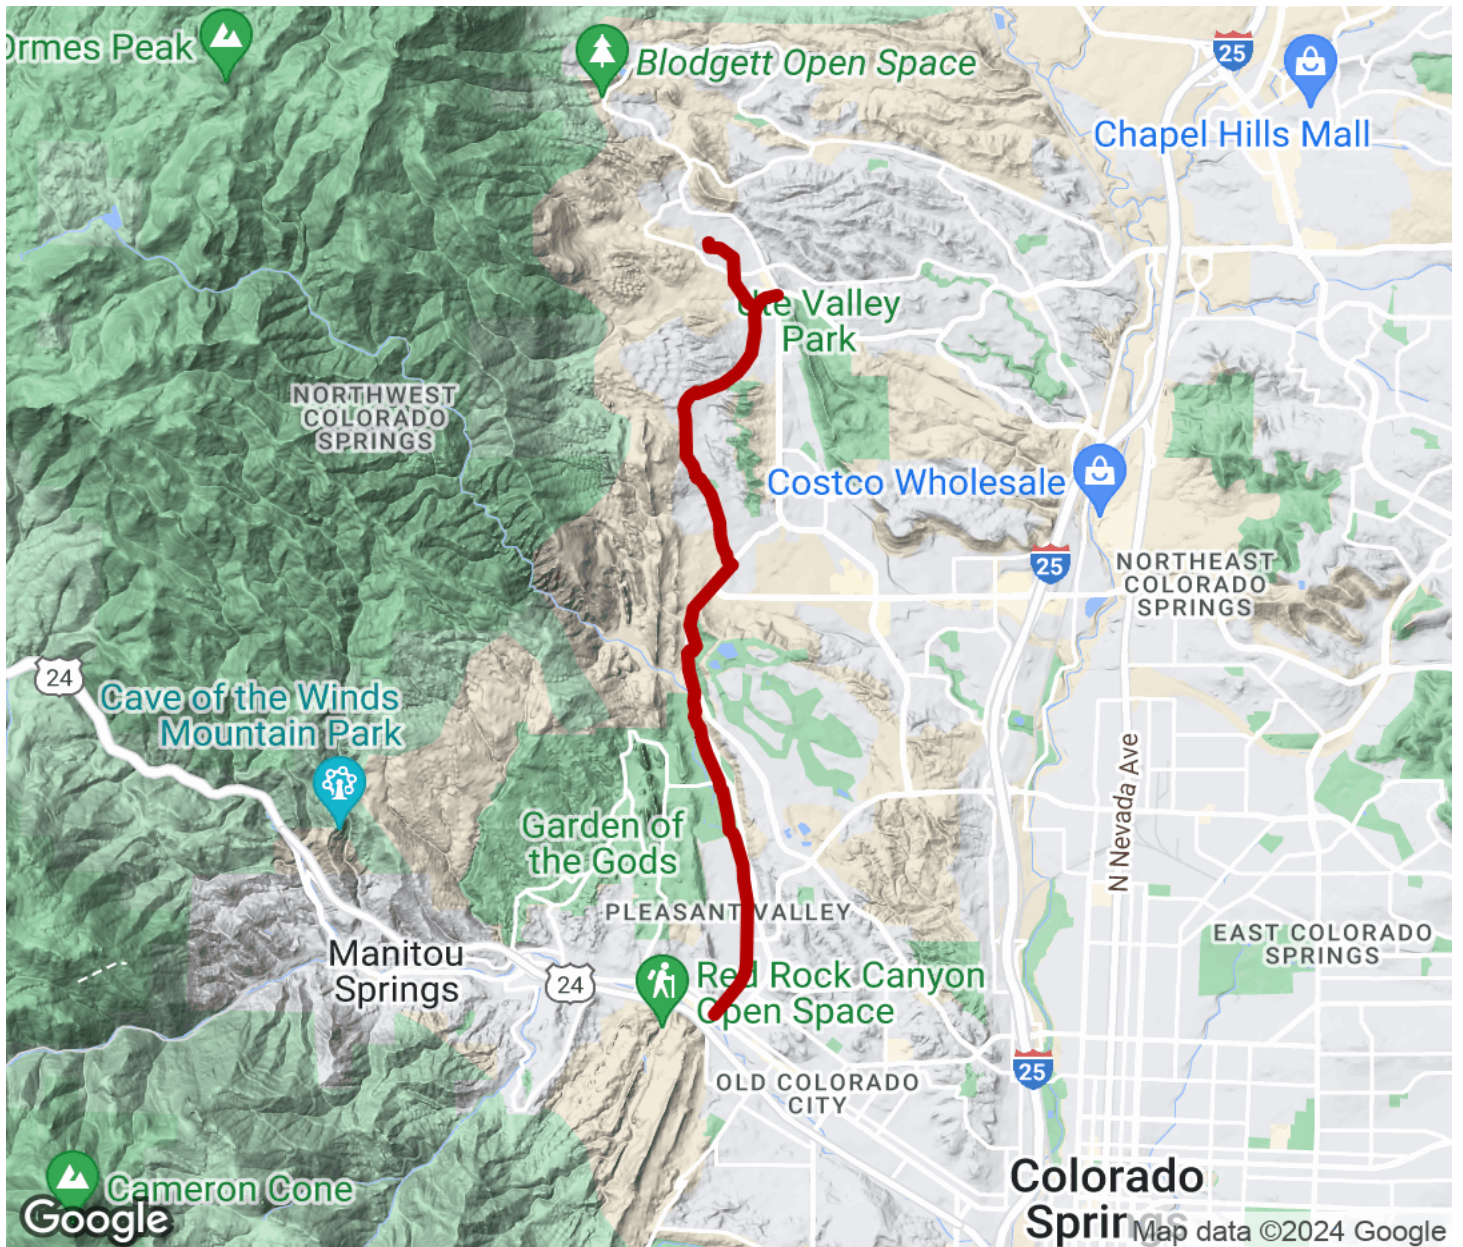 Ormes Peak
Blodgett Open Space
25
Chapel Hills Mall
Ute Valley
Park
NORTHWEST
COLORADO
SPRINGS
Costco Wholesale
25
NORTHEAST
COLORADO
SPRINGS
24
Cave of the Winds
Mountain Park
N Nevada Ave
Garden of
the Gods
PLEASANT VALLEY
EAST COLORADO
SPRINGS
Manitou
Springs
24
Red Rock Canyon
Open Space
25
OLD COLORADO
CITY
Cameron Cone
Colorado
Springs
Google
Map data ©2024 Google